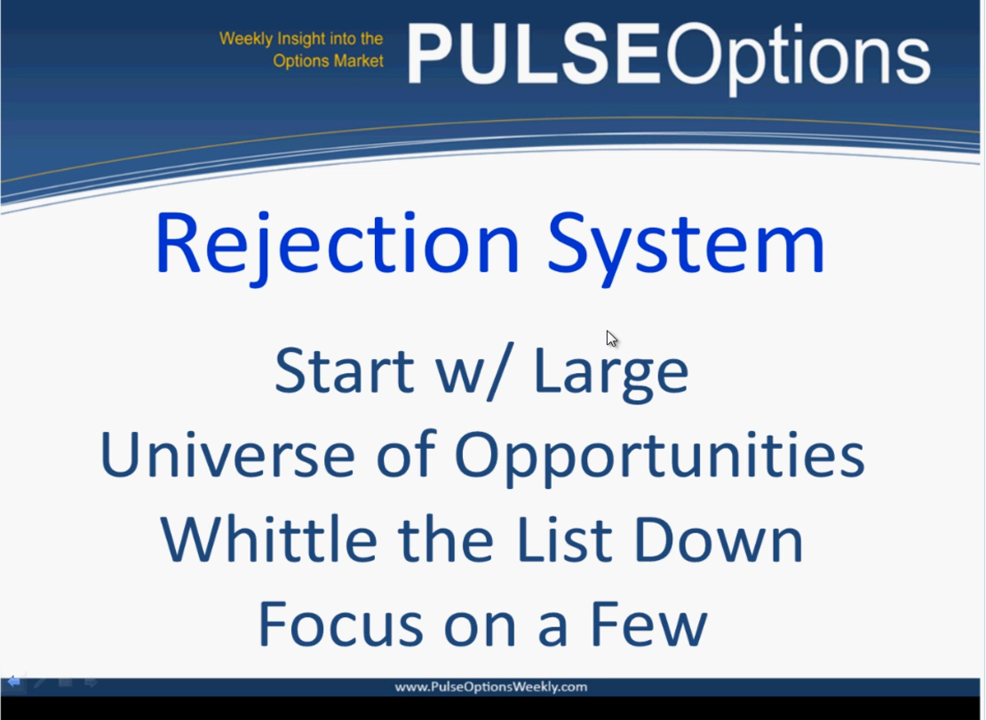 Weekly Insight into the
Options Market
PULSEOptions
Rejection System
Start w/ Large
Universe of Opportunities
Whittle the List Down
Focus on a Few
www.PulseOptionsWeekly.com